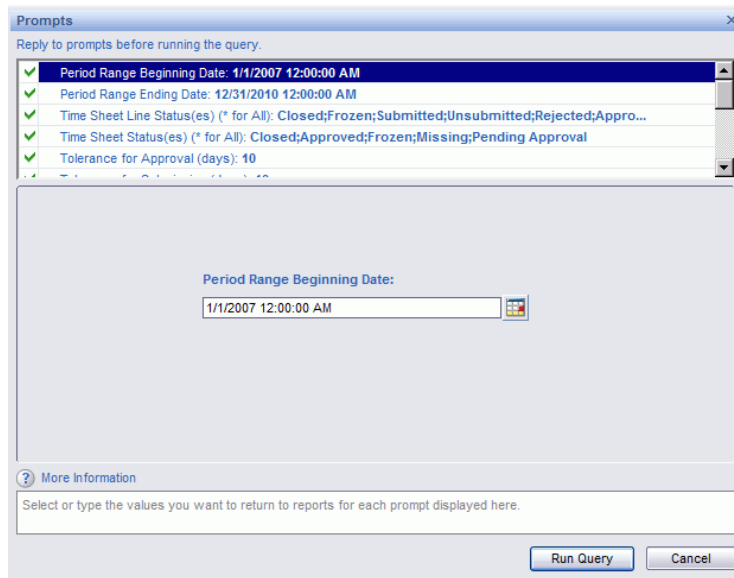 Prompts
Reply to prompts before running the query.
Period Range Beginning Date: 1/1/2007 12:00:00 AM
Period Range Ending Date: 12/31/2010 12:00:00 AM
Time Sheet Line Status(es) (* for All): Closed;Frozen;Submitted;Unsubmitted;Rejected;Appro...
Time Sheet Status(es) (* for All): Closed;Approved;Frozen;Missing;Pending Approval
Tolerance for Approval (days): 10
Period Range Beginning Date:
1/1/2007 12:00:00 AM
? More Information
Select or type the values you want to return to reports for each prompt displayed here.
Run Query Cancel